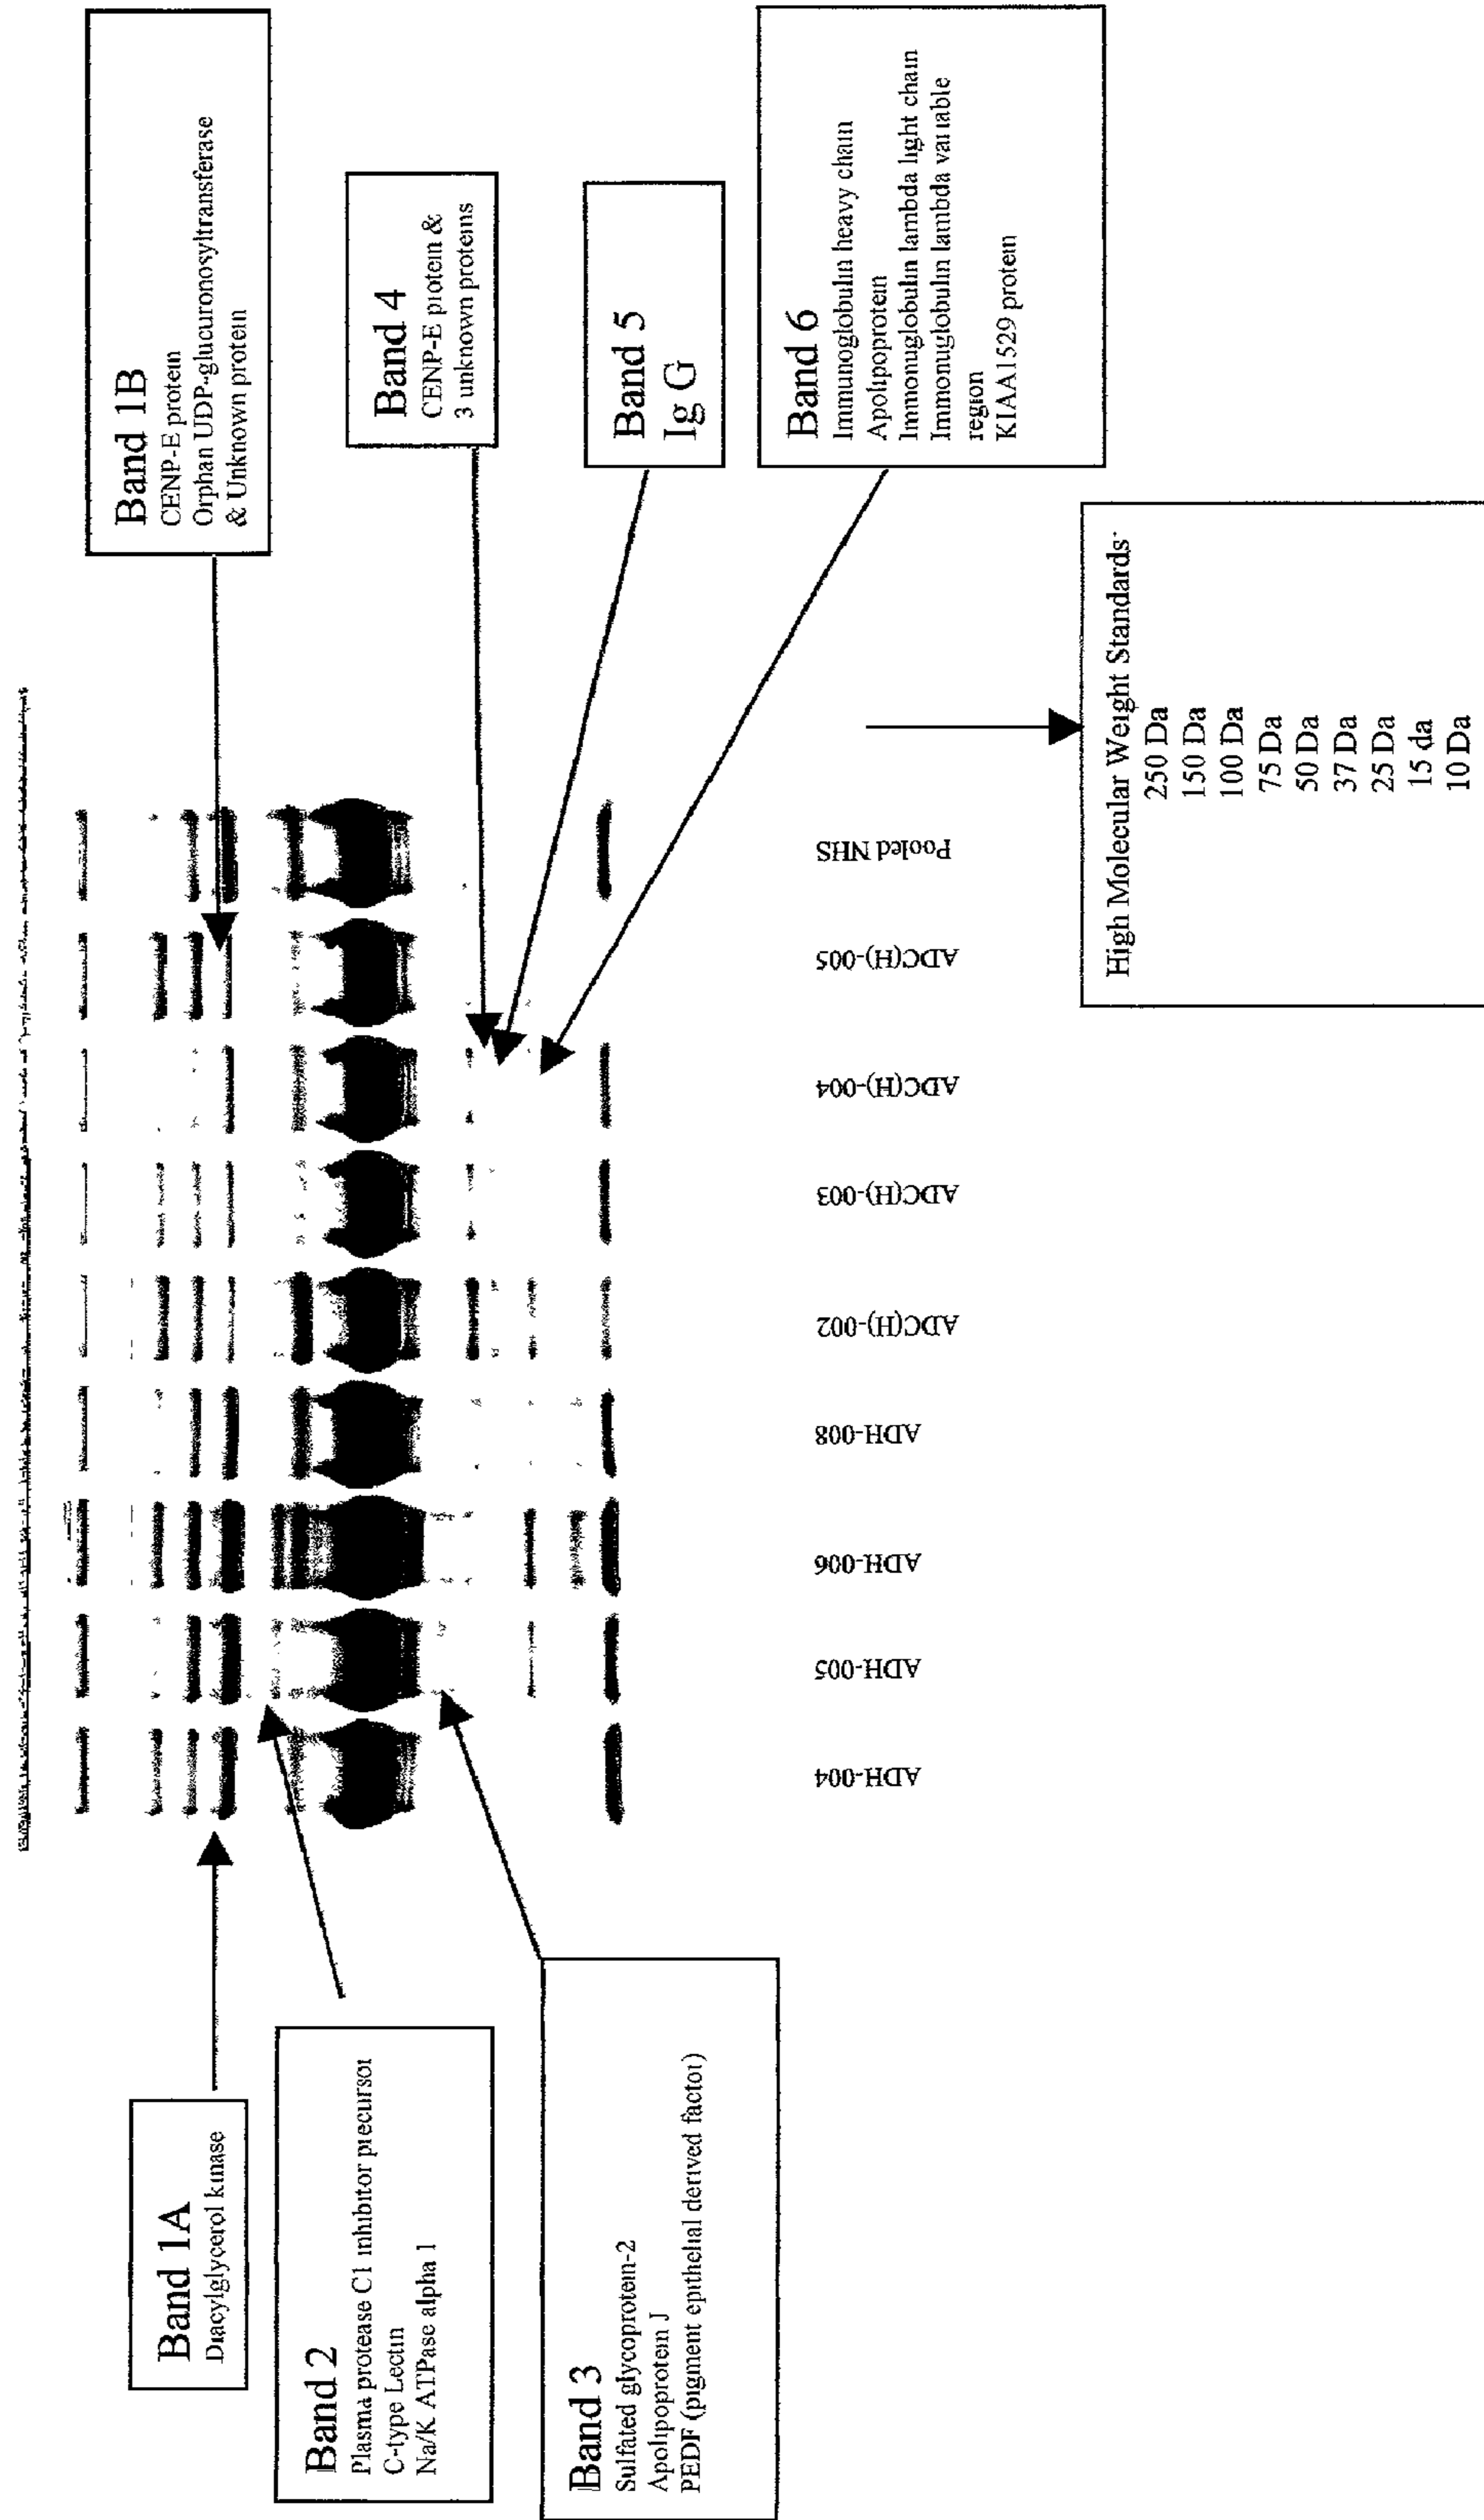 Band 1A
Diacylglycerol kinase
Band 2
Plasma protease C1 inhibitor precursor
C-type Lectin
Na/K ATPase alpha 1
Band 3
Sulfated glycoprotein-2
Apolipoprotein J
PEDF (pigment epithelial derived factor)
Band 1B
CENP-E protein
Orphan UDP-glucuronosyltransferase
& Unknown protein
Band 4
CENP-E protein &
3 unknown proteins
Band 5
Ig G
Band 6
Immunoglobulin heavy chain
Apolipoprotein
Immonuglobulin lambda light chain
Immonuglobulin lambda variable
region
KIAA1529 protein
ADH-004
ADH-005
ADH-006
ADH-008
ADC(H)-002
ADC(H)-003
ADC(H)-004
ADC(H)-005
Pooled NHS
High Molecular Weight Standards
250 Da
150 Da
100 Da
75 Da
50 Da
37 Da
25 Da
15 da
10 Da